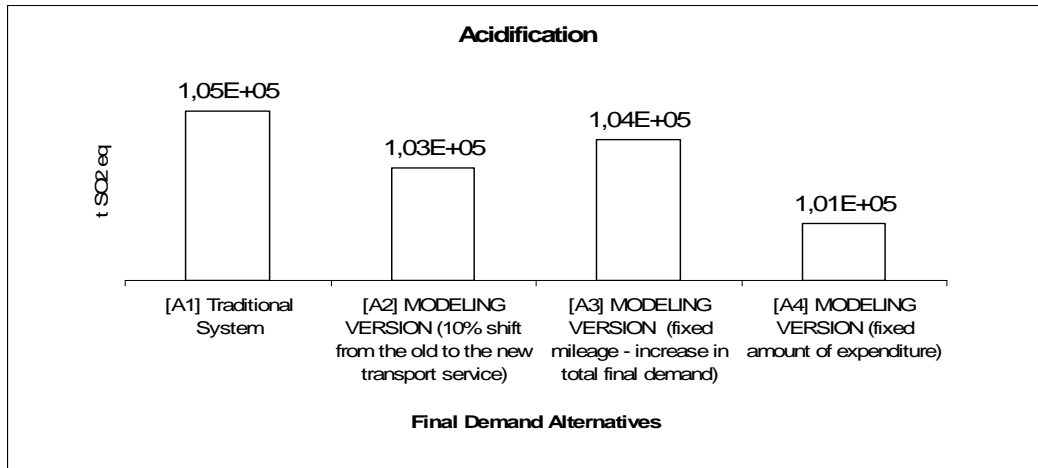 Acidification
1,05E+05
1,03E+05
1,04E+05
1,01E+05
t SO2 eq
[A1] Traditional
System
[A2] MODELING
VERSION (10% shift
from the old to the new
transport service)
[A3] MODELING
VERSION (fixed
mileage - increase in
total final demand)
[A4] MODELING
VERSION (fixed
amount of expenditure)
Final Demand Alternatives